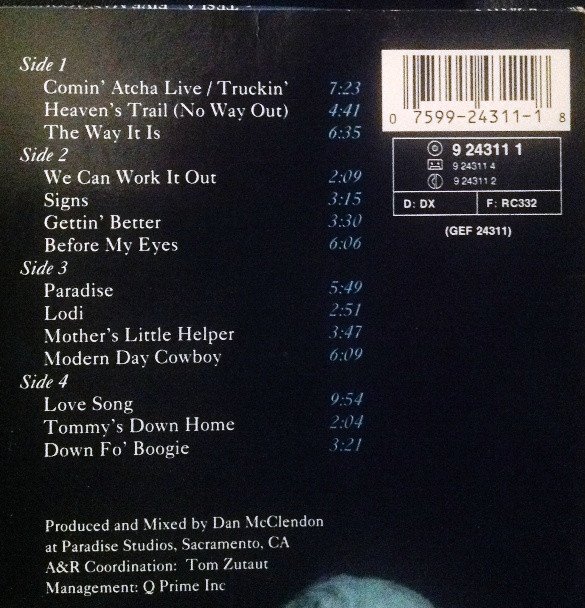 Side 1
Comin' Atcha Live / Truckin' 7:23
Heaven's Trail (No Way Out) 4:41
The Way It Is 6:35
Side 2
We Can Work It Out 2:09
Signs 3:15
Gettin' Better 3:30
Before My Eyes 6:06
Side 3
Paradise 5:49
Lodi 2:51
Mother's Little Helper 3:47
Modern Day Cowboy 6:09
Side 4
Love Song 9:54
Tommy's Down Home 2:04
Down Fo' Boogie 3:21
Produced and Mixed by Dan McClendon
at Paradise Studios, Sacramento, CA
A&R Coordination: Tom Zutaut
Management: Q Prime Inc
0 7599-24311-1 8
9 24311 1
9 24311 4
9 24311 2
D: DX F: RC332
(GEF 24311)